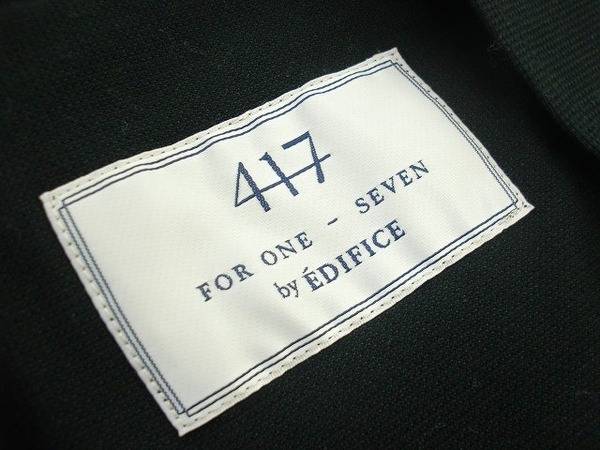 417
FOR ONE - SEVEN
by ÉDIFICE